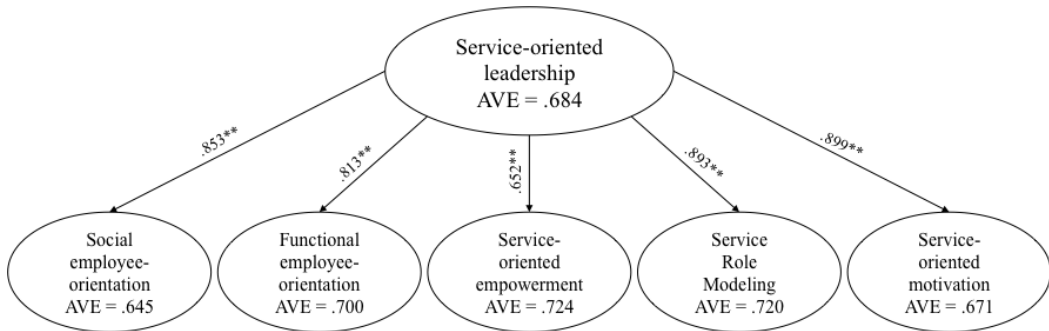 Service-oriented
leadership
AVE = .684
.853**
.813**
.652**
.893**
.899**
Social
employee-
orientation
AVE = .645
Functional
employee-
orientation
AVE = .700
Service-
oriented
empowerment
AVE = .724
Service
Role
Modeling
AVE = .720
Service-
oriented
motivation
AVE = .671